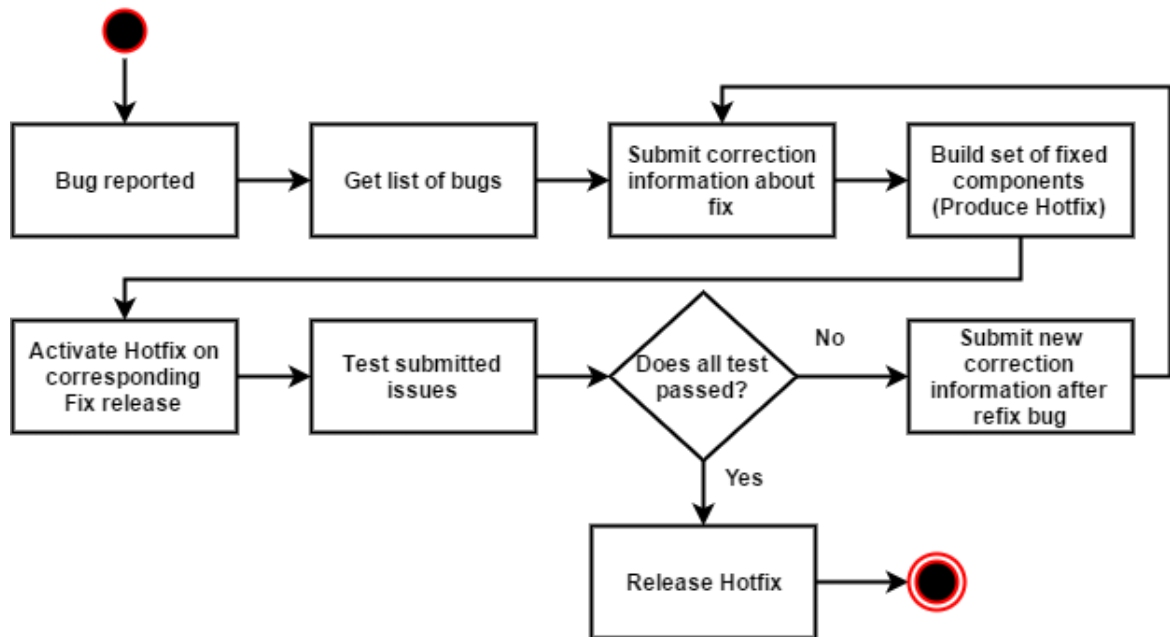 Bug reported
Get list of bugs
Submit correction
information about
fix
Build set of fixed
components
(Produce Hotfix)
Activate Hotfix on
corresponding
Fix release
Test submitted
issues
Does all test
passed?
No
Submit new
correction
information after
refix bug
Yes
Release Hotfix